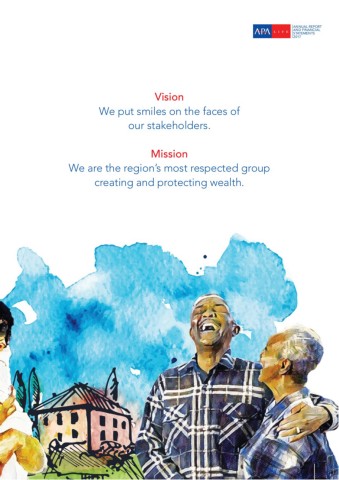 APA LIFE
ANNUAL REPORT
AND FINANCIAL
STATEMENTS
2017
Vision
We put smiles on the faces of
our stakeholders.
Mission
We are the region's most respected group
creating and protecting wealth.